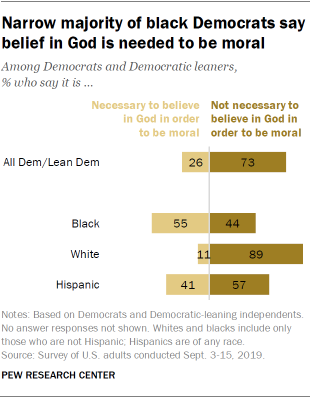 Narrow majority of black Democrats say
belief in God is needed to be moral
Among Democrats and Democratic leaners,
% who say it is ...
Necessary to believe
in God in order
to be moral
Not necessary to
believe in God in
order to be moral
All Dem/Lean Dem 26 73
Black 55 44
White 11 89
Hispanic 41 57
Notes: Based on Democrats and Democratic-leaning independents.
No answer responses not shown. Whites and blacks include only
those who are not Hispanic; Hispanics are of any race.
Source: Survey of U.S. adults conducted Sept. 3-15, 2019.
PEW RESEARCH CENTER